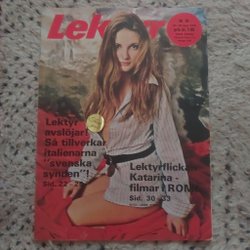 Lektyr
Lektyr
avslöjar!
Så tillverkar
italienarna
"svenska
synden"!
Sid. 22 - 25
Lektyrflickan
Katarina -
filmar i ROM!
Sid. 30 - 33